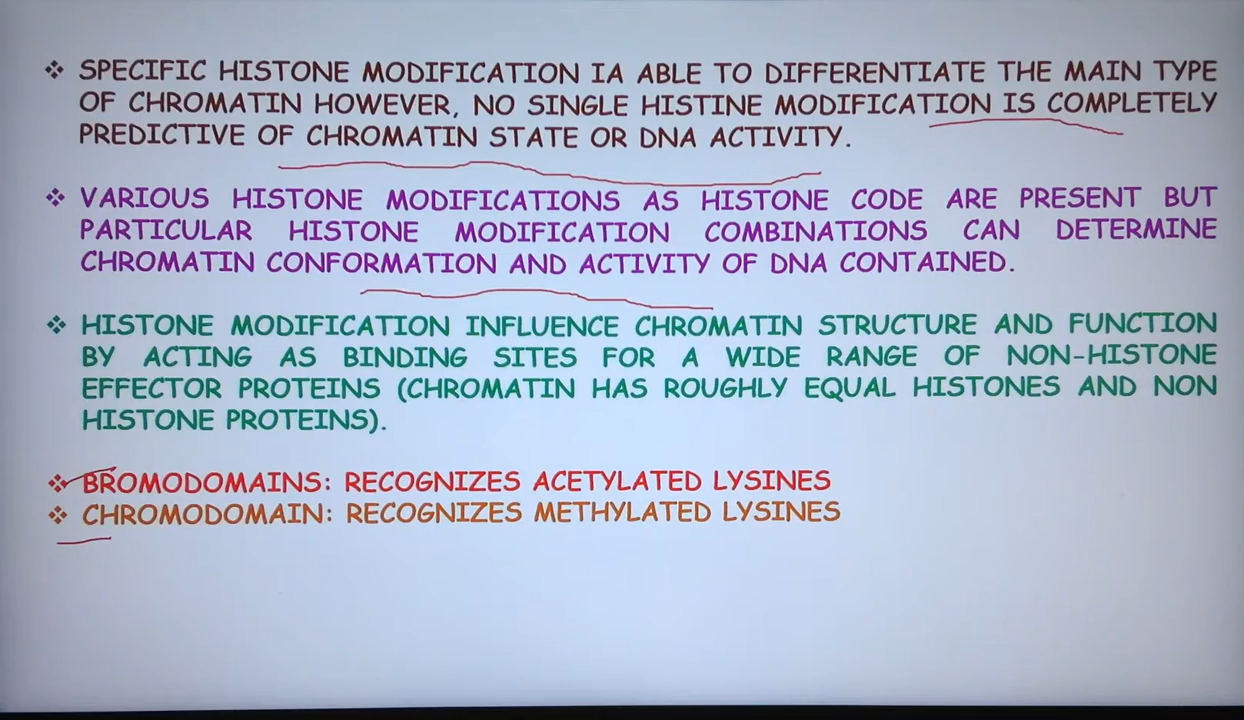 ❖ SPECIFIC HISTONE MODIFICATION IA ABLE TO DIFFERENTIATE THE MAIN TYPE
OF CHROMATIN HOWEVER, NO SINGLE HISTINE MODIFICATION IS COMPLETELY
PREDICTIVE OF CHROMATIN STATE OR DNA ACTIVITY.
❖ VARIOUS HISTONE MODIFICATIONS AS HISTONE CODE ARE PRESENT BUT
PARTICULAR HISTONE MODIFICATION COMBINATIONS CAN DETERMINE
CHROMATIN CONFORMATION AND ACTIVITY OF DNA CONTAINED.
❖ HISTONE MODIFICATION INFLUENCE CHROMATIN STRUCTURE AND FUNCTION
BY ACTING AS BINDING SITES FOR A WIDE RANGE OF NON-HISTONE
EFFECTOR PROTEINS (CHROMATIN HAS ROUGHLY EQUAL HISTONES AND NON
HISTONE PROTEINS).
❖ BROMODOMAINS: RECOGNIZES ACETYLATED LYSINES
❖ CHROMODOMAIN: RECOGNIZES METHYLATED LYSINES